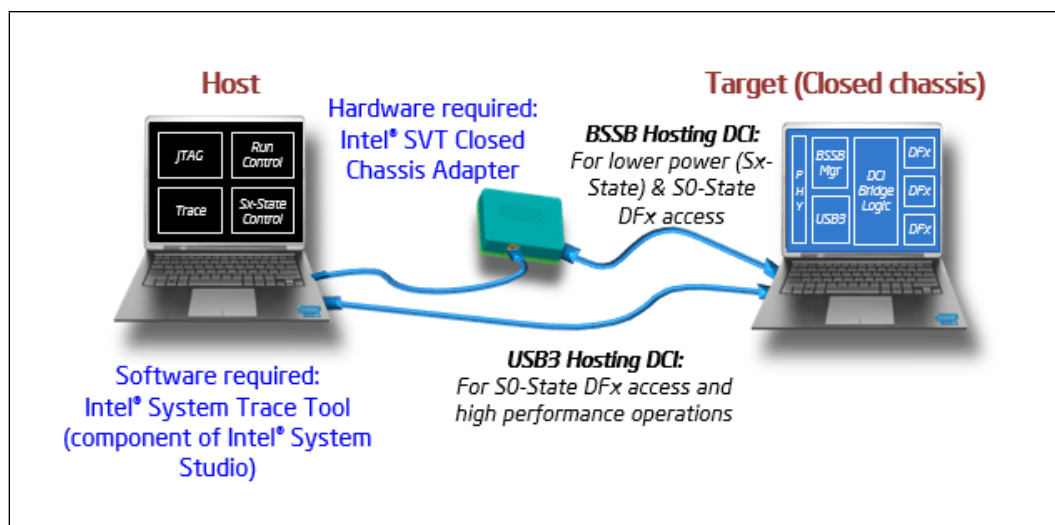 Host
Target (Closed chassis)
Hardware required:
Intel® SVT Closed
Chassis Adapter
BSSB Hosting DCI:
For lower power (Sx-
State) & S0-State
DFx access
JTAG
Run
Control
Trace
Sx-State
Control
P
H
Y
BSSB
Mgr
USB3
DCI
Bridge
Logic
DFx
DFx
DFx
USB3 Hosting DCI:
For S0-State DFx access and
high performance operations
Software required:
Intel® System Trace Tool
(component of Intel® System
Studio)